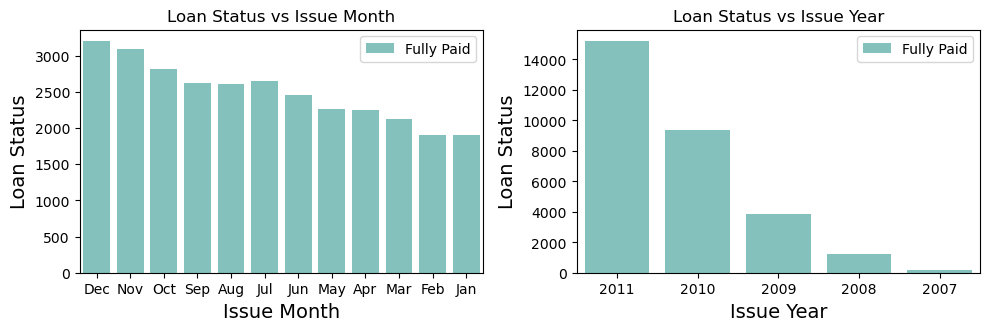 Loan Status vs Issue Month
Fully Paid
3000
2500
2000
1500
1000
500
0
Loan Status
Dec Nov Oct Sep Aug Jul Jun May Apr Mar Feb Jan
Issue Month
Loan Status vs Issue Year
Fully Paid
14000
12000
10000
8000
6000
4000
2000
0
Loan Status
2011 2010 2009 2008 2007
Issue Year